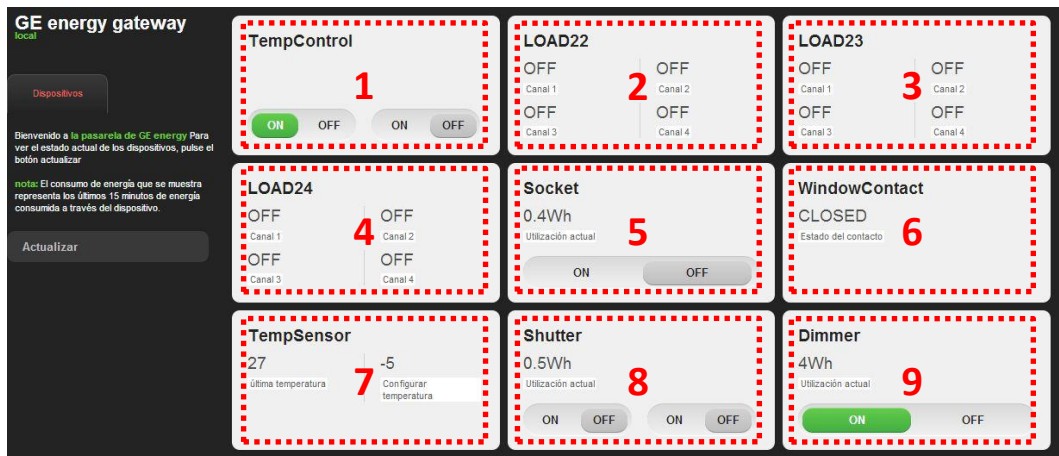 GE energy gateway
local
Dispositivos
Bienvenido a la pasarela de GE energy Para
ver el estado actual de los dispositivos, pulse el
botón actualizar
nota: El consumo de energía que se muestra
representa los últimos 15 minutos de energía
consumida a través del dispositivo.
Actualizar
TempControl
1
ON OFF ON OFF
LOAD22
OFF OFF
Canal 1 Canal 2
2
OFF OFF
Canal 3 Canal 4
LOAD23
OFF OFF
Canal 1 Canal 2
3
OFF OFF
Canal 3 Canal 4
LOAD24
OFF OFF
Canal 1 Canal 2
4
OFF OFF
Canal 3 Canal 4
Socket
0.4Wh
Utilización actual
5
ON OFF
WindowContact
CLOSED
Estado del contacto
6
TempSensor
27 -5
última temperatura
7
Configurar
temperatura
Shutter
0.5Wh
Utilización actual
8
ON OFF ON OFF
Dimmer
4Wh
Utilización actual
9
ON OFF